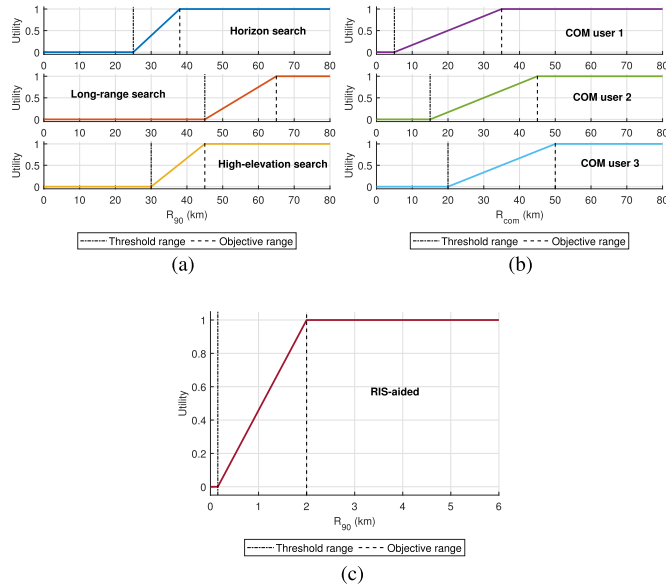 1
0.5
0
Utility
Horizon search
0 10 20 30 40 50 60 70 80
1
0.5
0
Utility
Long-range search
0 10 20 30 40 50 60 70 80
1
0.5
0
Utility
High-elevation search
0 10 20 30 40 50 60 70 80
R90 (km)
Threshold range Objective range
(a)
1
0.5
0
Utility
COM user 1
0 10 20 30 40 50 60 70 80
1
0.5
0
Utility
COM user 2
0 10 20 30 40 50 60 70 80
1
0.5
0
Utility
COM user 3
0 10 20 30 40 50 60 70 80
Rcom (km)
Threshold range Objective range
(b)
1
0.8
0.6
0.4
0.2
0
Utility
RIS-aided
0 1 2 3 4 5 6
R90 (km)
Threshold range Objective range
(c)